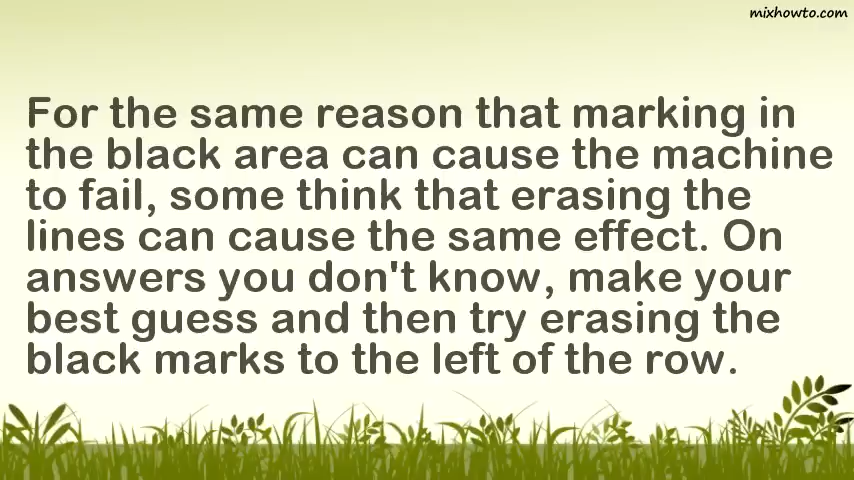 mixhowto.com
For the same reason that marking in
the black area can cause the machine
to fail, some think that erasing the
lines can cause the same effect. On
answers you don't know, make your
best guess and then try erasing the
black marks to the left of the row.